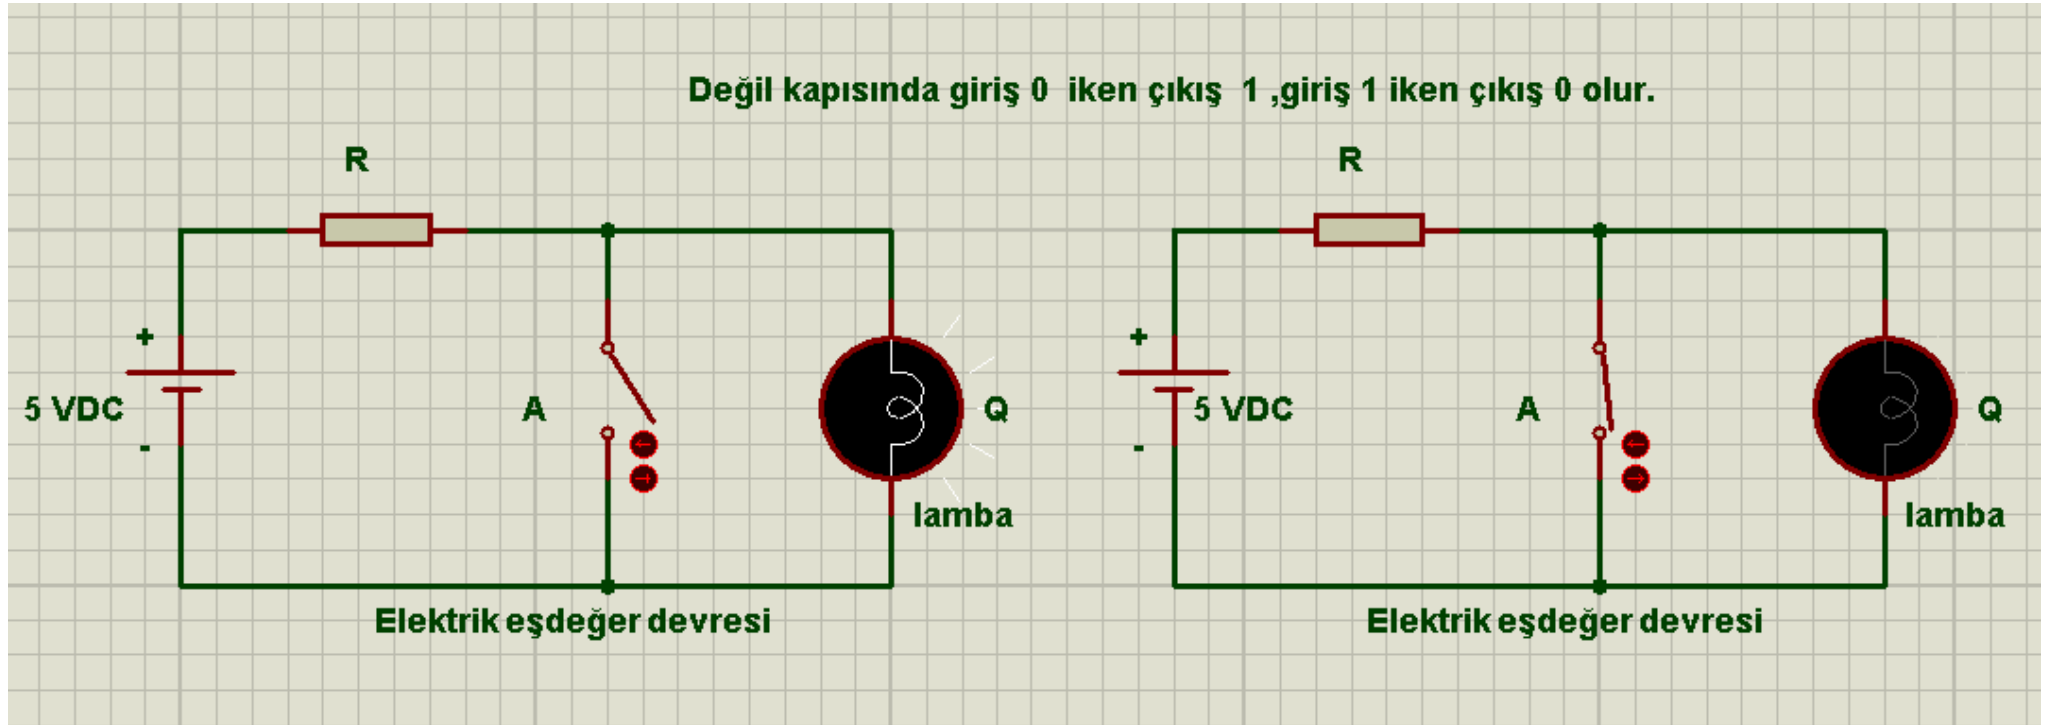 Değil kapısında giriş 0 iken çıkış 1 ,giriş 1 iken çıkış 0 olur.
R
R
+
+
5 VDC
A
Q
5 VDC
A
Q
-
-
lamba
lamba
Elektrik eşdeğer devresi
Elektrik eşdeğer devresi